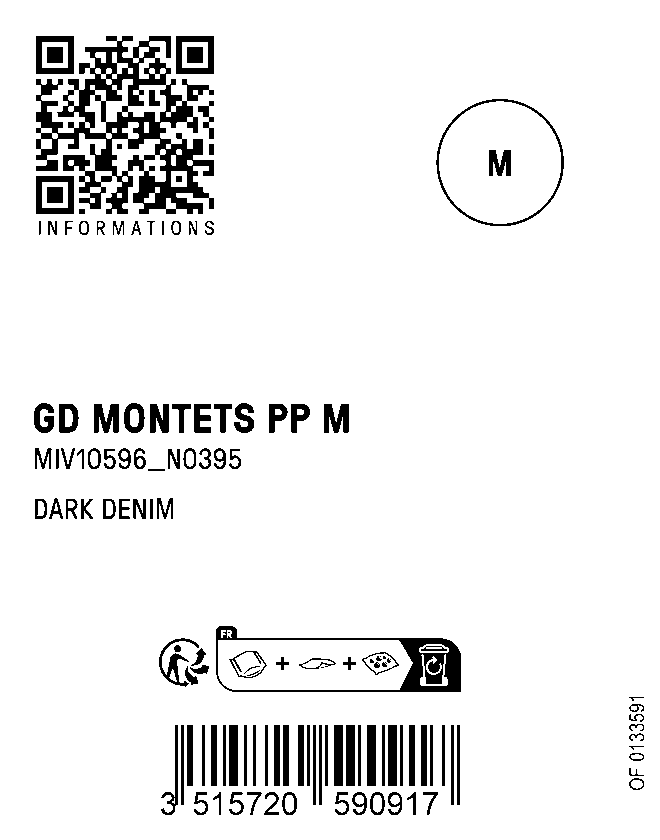 INFORMATIONS
M
GD MONTETS PP M
MIV10596_N0395
DARK DENIM
FR
3 515720 590917
OF 0133591